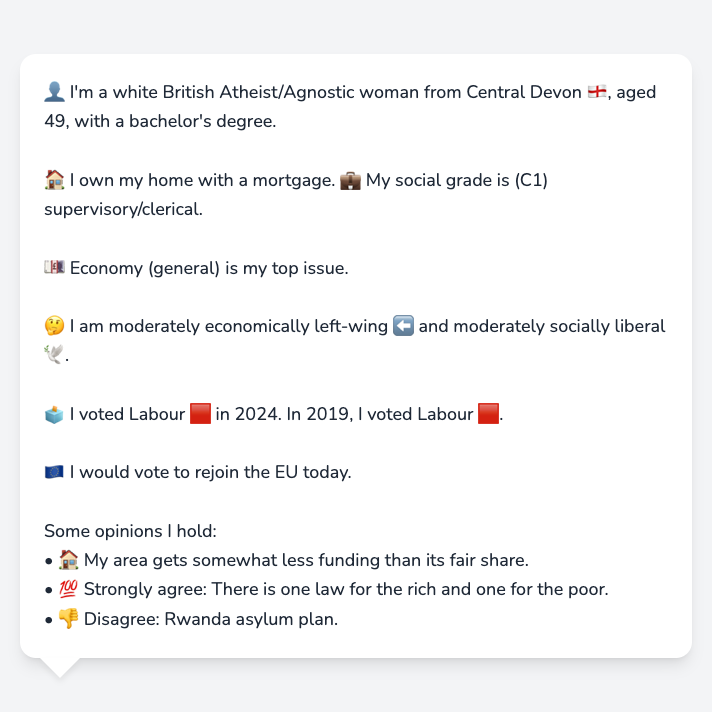 👤 I'm a white British Atheist/Agnostic woman from Central Devon 🏴󠁧󠁢󠁥󠁮󠁧󠁿, aged
49, with a bachelor's degree.
🏠 I own my home with a mortgage. 💼 My social grade is (C1)
supervisory/clerical.
💷 Economy (general) is my top issue.
🤔 I am moderately economically left-wing ⬅️ and moderately socially liberal
🕊️.
🗳️ I voted Labour 🟥 in 2024. In 2019, I voted Labour 🟥.
🇪🇺 I would vote to rejoin the EU today.
Some opinions I hold:
• 🏠 My area gets somewhat less funding than its fair share.
• 💯 Strongly agree: There is one law for the rich and one for the poor.
• 👎 Disagree: Rwanda asylum plan.